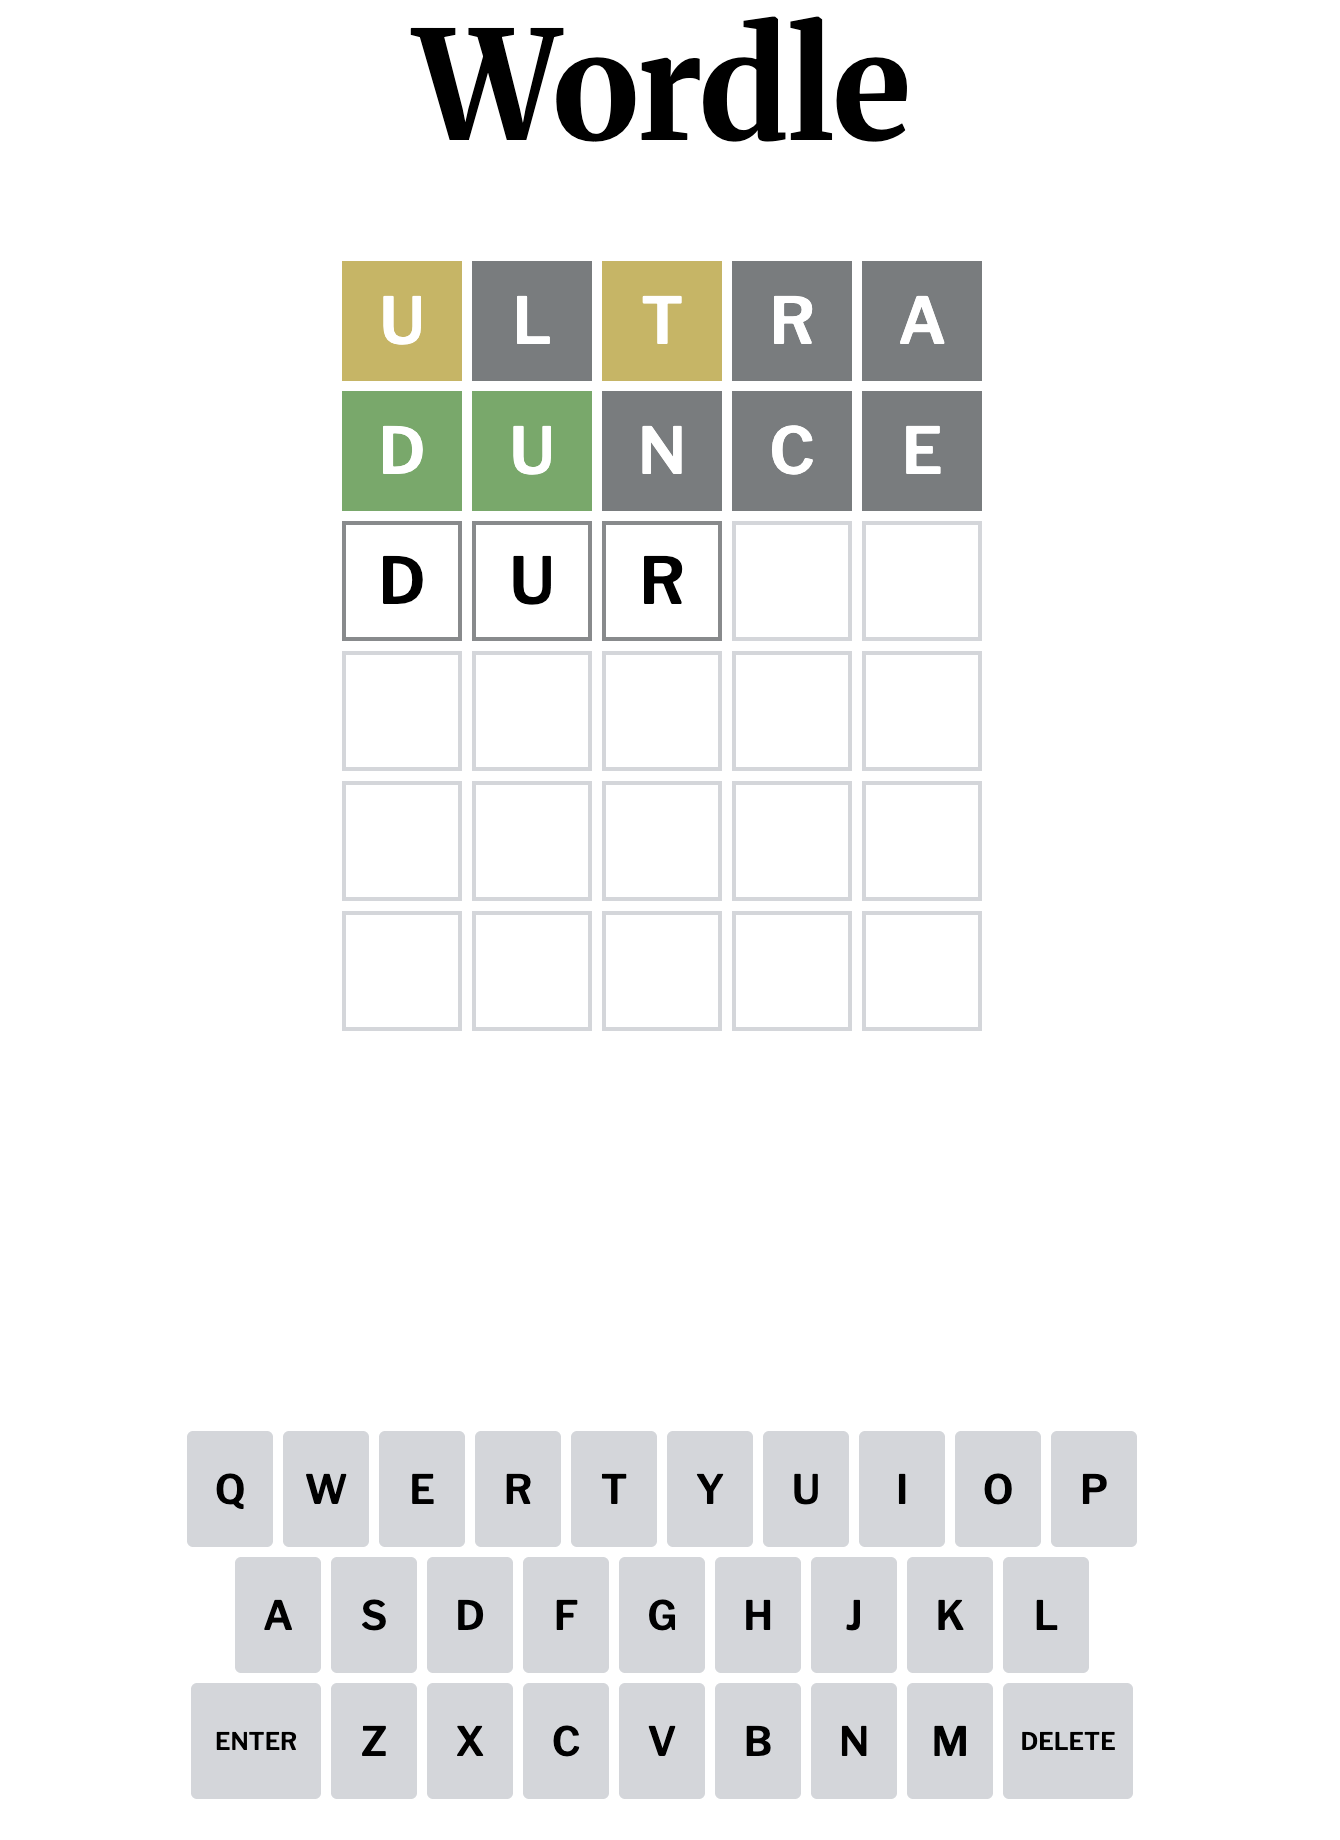 Wordle
U L T R A
D U N C E
D U R
Q W E R T Y U I O P
A S D F G H J K L
ENTER Z X C V B N M DELETE